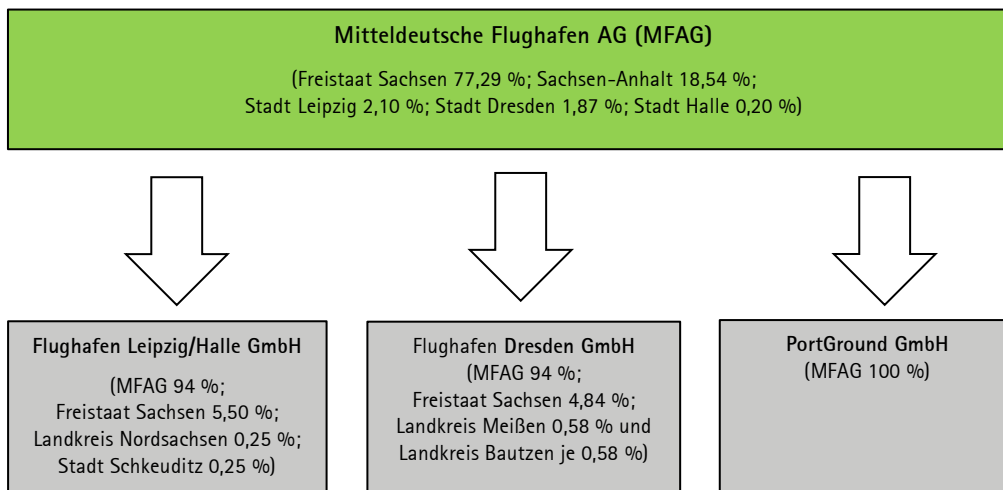 Mitteldeutsche Flughafen AG (MFAG)
(Freistaat Sachsen 77,29 %; Sachsen-Anhalt 18,54 %;
Stadt Leipzig 2,10 %; Stadt Dresden 1,87 %; Stadt Halle 0,20 %)
Flughafen Leipzig/Halle GmbH
(MFAG 94 %;
Freistaat Sachsen 5,50 %;
Landkreis Nordsachsen 0,25 %;
Stadt Schkeuditz 0,25 %)
Flughafen Dresden GmbH
(MFAG 94 %;
Freistaat Sachsen 4,84 %;
Landkreis Meißen 0,58 % und
Landkreis Bautzen je 0,58 %)
PortGround GmbH
(MFAG 100 %)